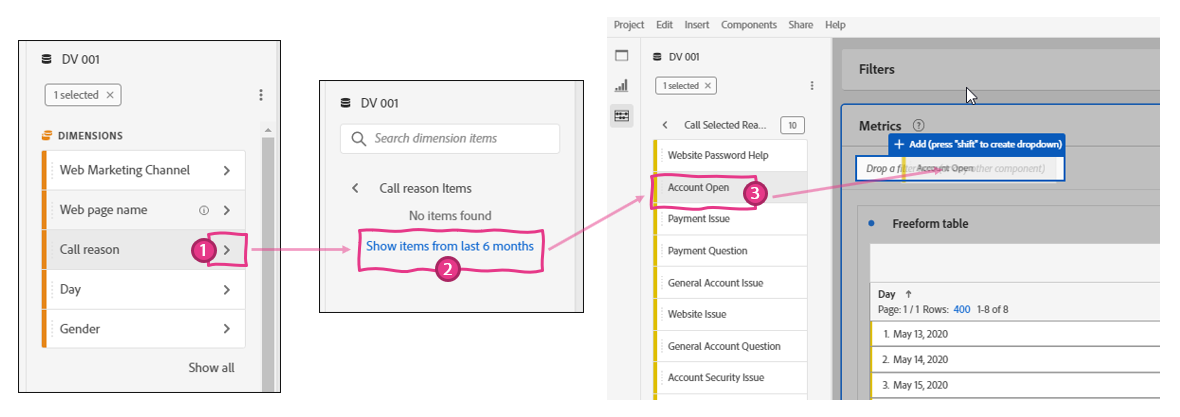 DV 001
1 selected ×
DIMENSIONS
Web Marketing Channel
Web page name
Call reason
1
Day
Gender
Show all
DV 001
Search dimension items
Call reason Items
No items found
Show items from last 6 months
2
Project Edit Insert Components Share Help
DV 001
1 selected ×
Call Selected Rea... 10
Website Password Help
Account Open
3
Payment Issue
Payment Question
General Account Issue
Website Issue
General Account Question
Account Security Issue
Filters
Metrics ?
+ Add (press "shift" to create dropdown)
Drop a other component)
Account Open
Freeform table
Day ↑
Page: 1 / 1 Rows: 400 1-8 of 8
1. May 13, 2020
2. May 14, 2020
3. May 15, 2020